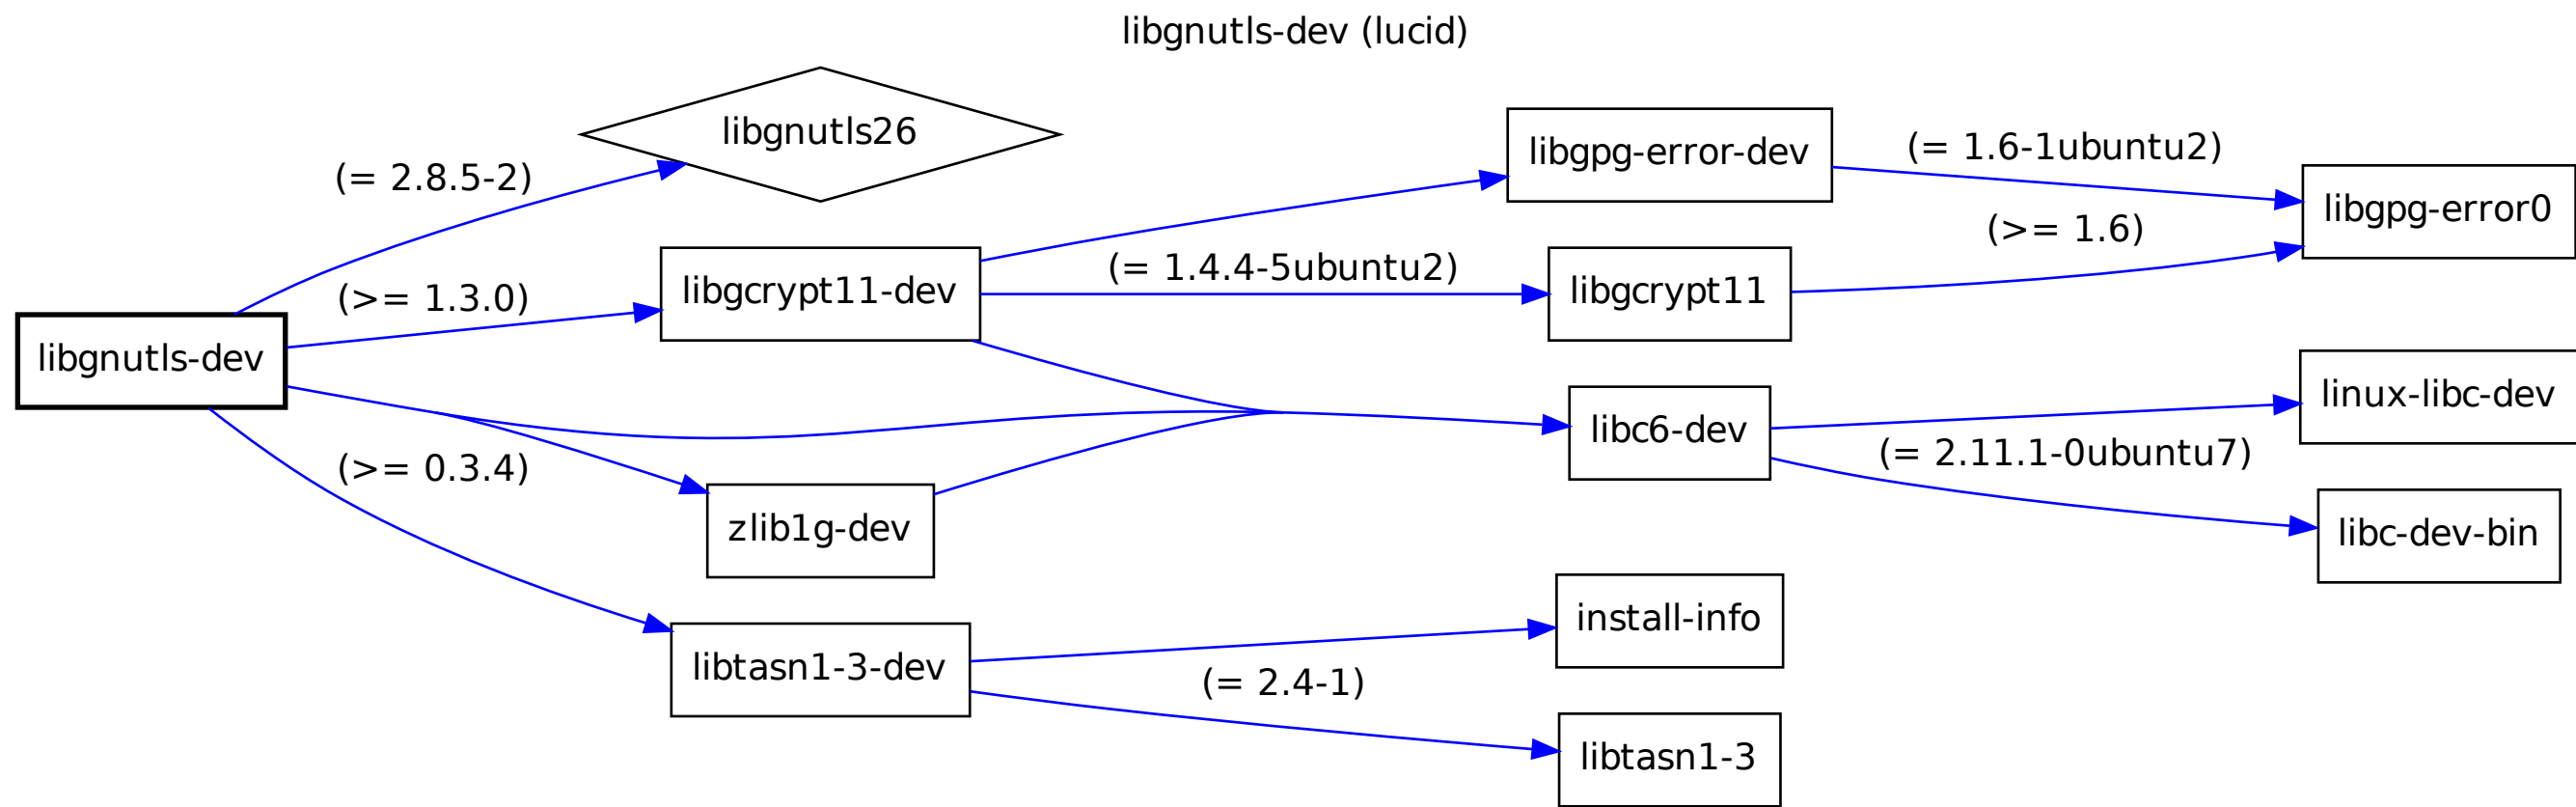 libgnutls-dev (lucid)
libgnutls26
(= 2.8.5-2)
libgpg-error-dev
(= 1.6-1ubuntu2)
libgpg-error0
(>= 1.6)
(>= 1.3.0)
libgcrypt11-dev
(= 1.4.4-5ubuntu2)
libgcrypt11
libgnutls-dev
linux-libc-dev
libc6-dev
(= 2.11.1-0ubuntu7)
(>= 0.3.4)
zlib1g-dev
libc-dev-bin
install-info
libtasn1-3-dev
(= 2.4-1)
libtasn1-3